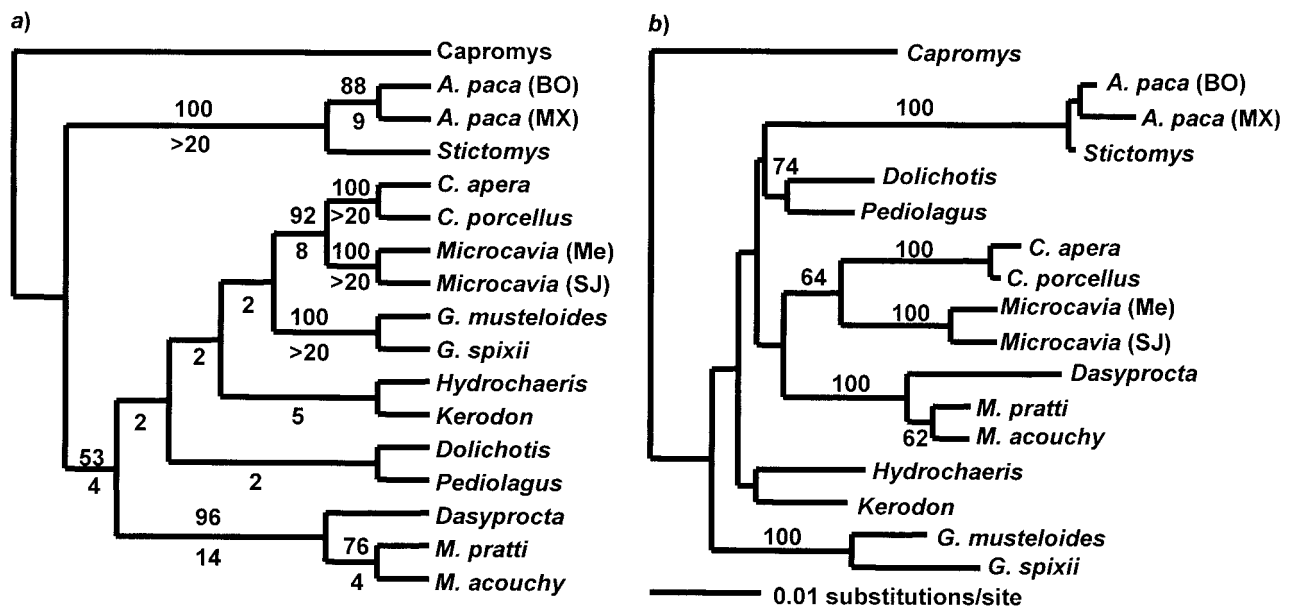 a)
Capromys
88
A. paca (BO)
9
A. paca (MX)
100
>20
Stictomys
100
C. apera
>20
C. porcellus
92
8
100
Microcavia (Me)
>20
Microcavia (SJ)
2
100
G. musteloides
>20
G. spixii
2
Hydrochaeris
5
Kerodon
2
Dolichotis
2
Pediolagus
53
4
96
14
Dasyprocta
76
M. pratti
4
M. acouchy
b)
Capromys
100
A. paca (BO)
A. paca (MX)
Stictomys
74
Dolichotis
Pediolagus
100
C. apera
C. porcellus
64
100
Microcavia (Me)
Microcavia (SJ)
100
Dasyprocta
M. pratti
62
M. acouchy
Hydrochaeris
Kerodon
100
G. musteloides
G. spixii
0.01 substitutions/site